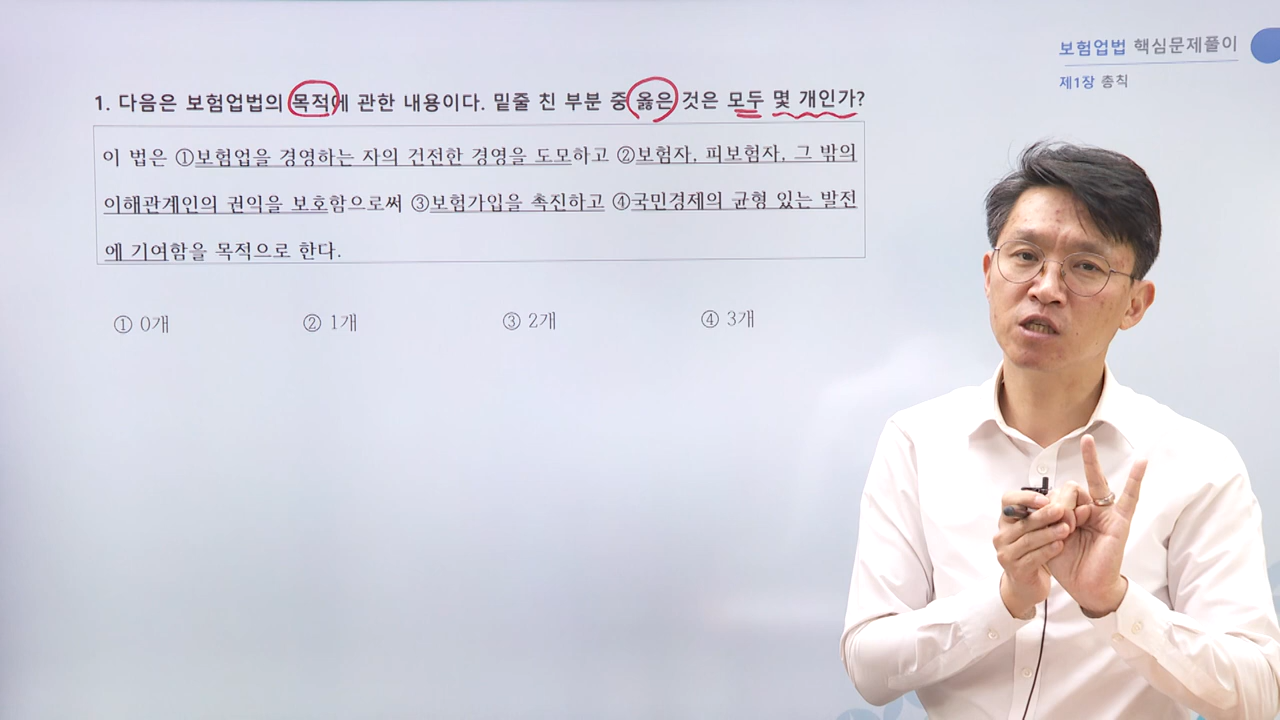 보험업법 핵심문제풀이
제1장 총칙
1. 다음은 보험업법의 목적에 관한 내용이다. 밑줄 친 부분 중 옳은 것은 모두 몇 개인가?
이 법은 ①보험업을 경영하는 자의 건전한 경영을 도모하고 ②보험자, 피보험자, 그 밖의
이해관계인의 권익을 보호함으로써 ③보험가입을 촉진하고 ④국민경제의 균형 있는 발전
에 기여함을 목적으로 한다.
① 0개 ② 1개 ③ 2개 ④ 3개